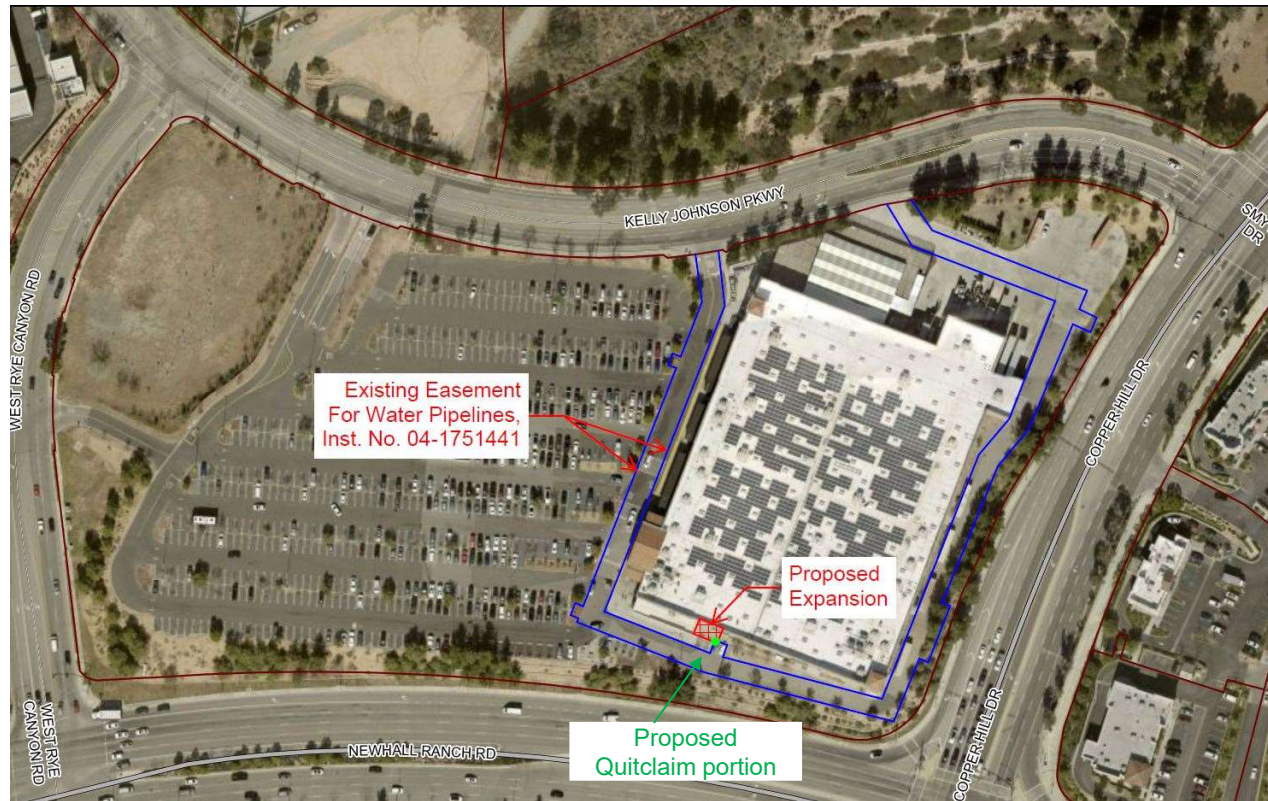 KELLY JOHNSON PKWY
SMY
DR
WEST RYE CANYON RD
Existing Easement
For Water Pipelines,
Inst. No. 04-1751441
COPPER HILL DR
Proposed
Expansion
WEST RYE
CANYON RD
NEWHALL RANCH RD
Proposed
Quitclaim portion
COPPER HILL DR